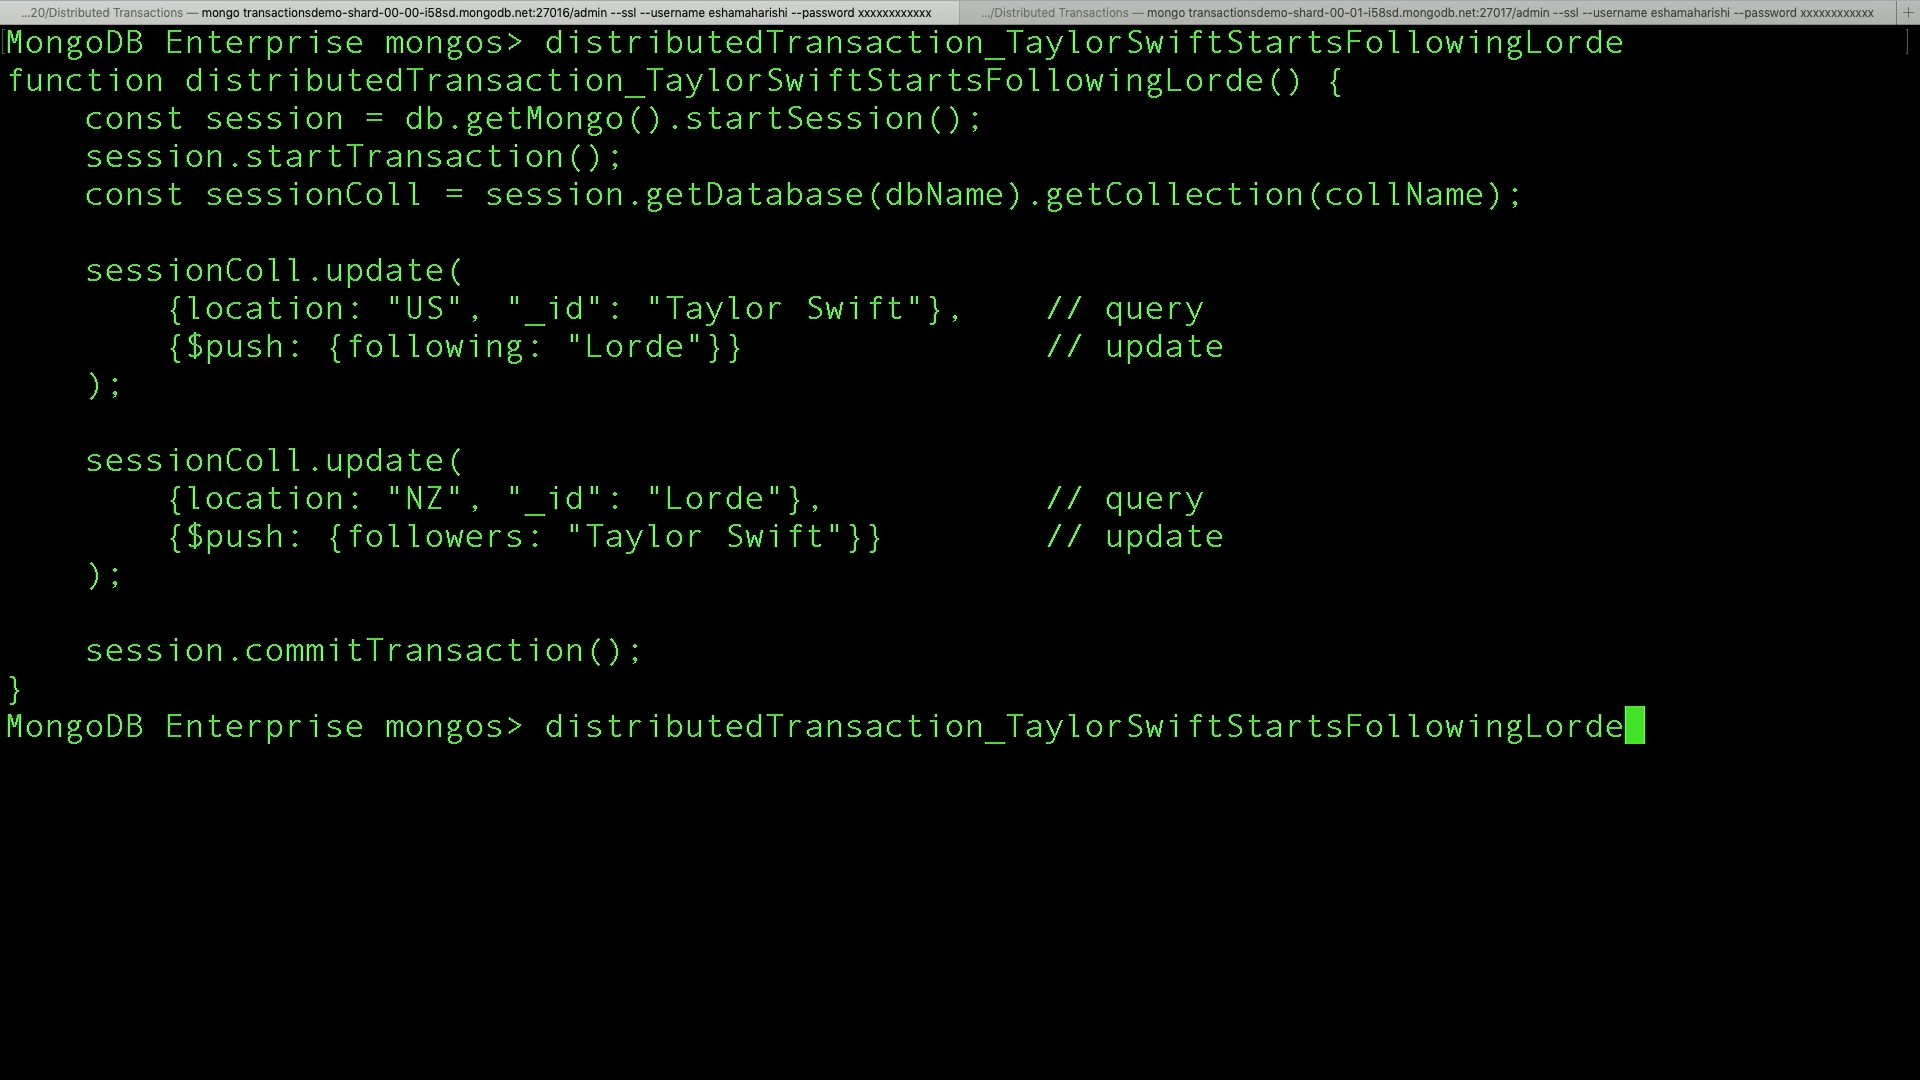 ...20/Distributed Transactions — mongo transactionsdemo-shard-00-00-i58sd.mongodb.net:27016/admin --ssl --username eshamaharishi --password xxxxxxxxxxxx
.../Distributed Transactions — mongo transactionsdemo-shard-00-01-i58sd.mongodb.net:27017/admin --ssl --username eshamaharishi --password xxxxxxxxxxxx
+
[MongoDB Enterprise mongos> distributedTransaction_TaylorSwiftStartsFollowingLorde ]
function distributedTransaction_TaylorSwiftStartsFollowingLorde() {
    const session = db.getMongo().startSession();
    session.startTransaction();
    const sessionColl = session.getDatabase(dbName).getCollection(collName);
    sessionColl.update(
        {location: "US", "_id": "Taylor Swift"},    // query
        {$push: {following: "Lorde"}}               // update
    );
    sessionColl.update(
        {location: "NZ", "_id": "Lorde"},           // query
        {$push: {followers: "Taylor Swift"}}        // update
    );
    session.commitTransaction();
}
MongoDB Enterprise mongos> distributedTransaction_TaylorSwiftStartsFollowingLorde